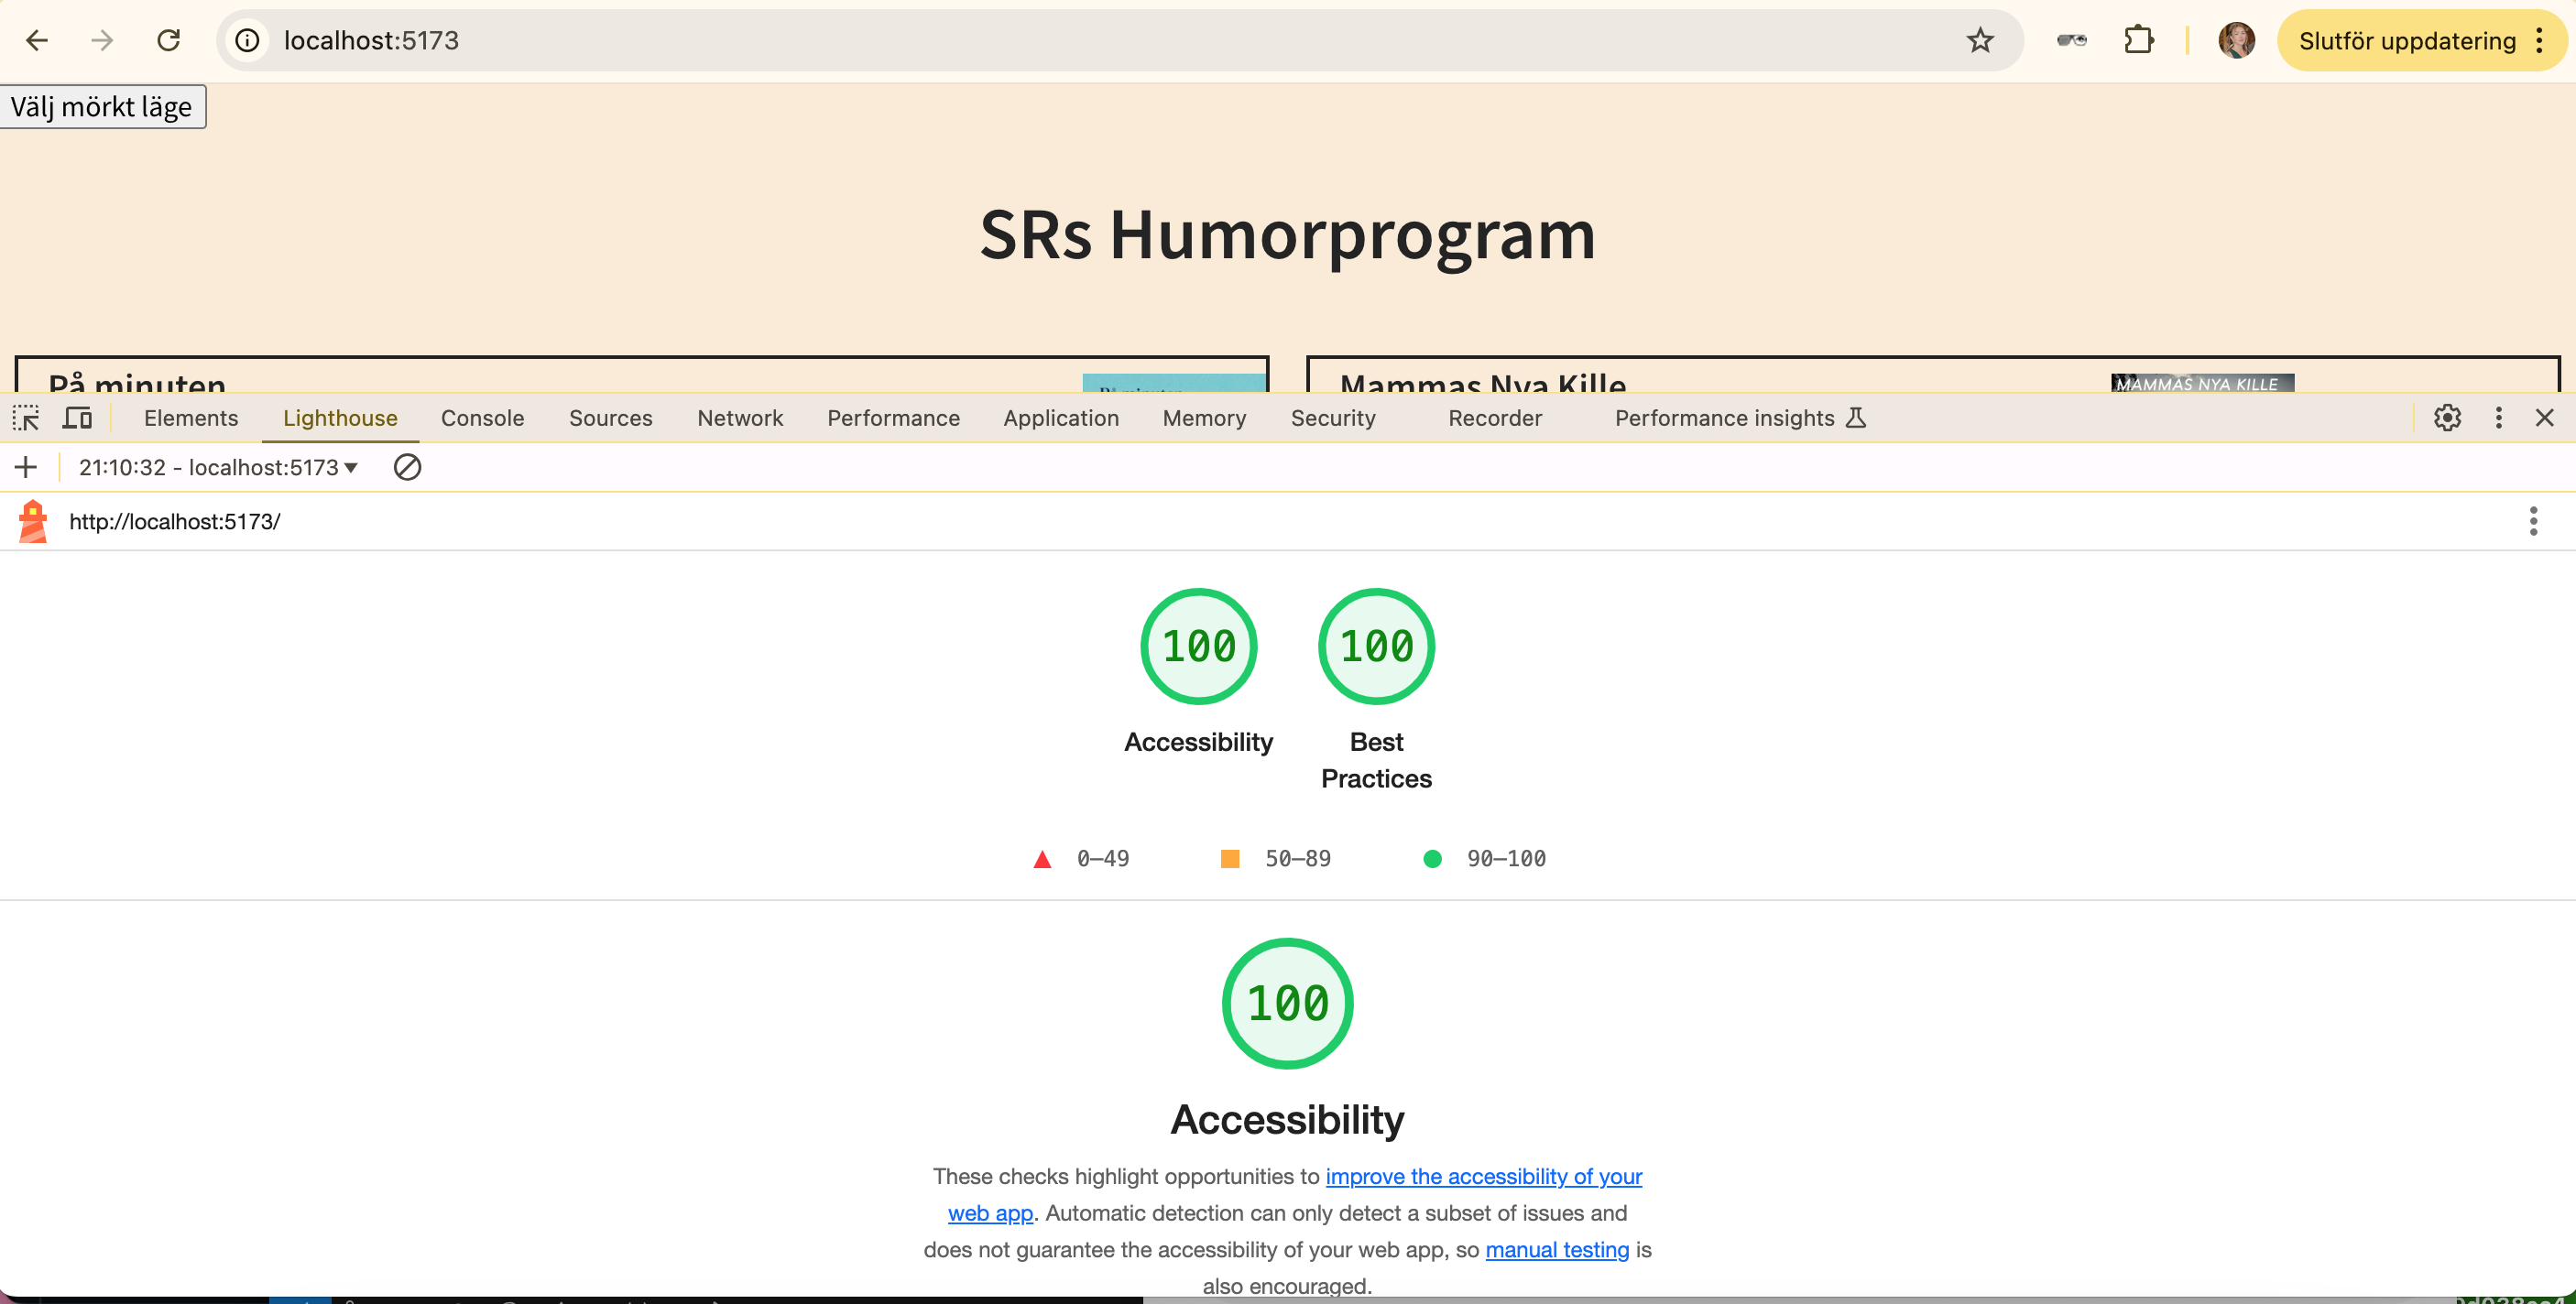 localhost:5173
Slutför uppdatering
Välj mörkt läge
SRs Humorprogram
På minuten
Mammas Nya Kille
MAMMAS NYA KILLE
Elements Lighthouse Console Sources Network Performance Application Memory Security Recorder Performance insights
21:10:32 - localhost:5173
http://localhost:5173/
100 100
Accessibility Best
Practices
0–49 50–89 90–100
100
Accessibility
These checks highlight opportunities to improve the accessibility of your
web app. Automatic detection can only detect a subset of issues and
does not guarantee the accessibility of your web app, so manual testing is
also encouraged.